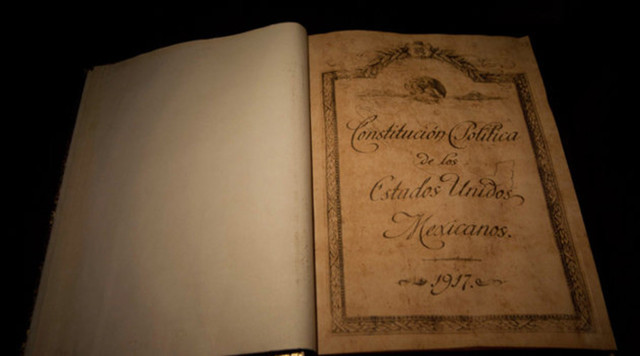 Constitución Política
de los
Estados Unidos
Mexicanos.
1917.